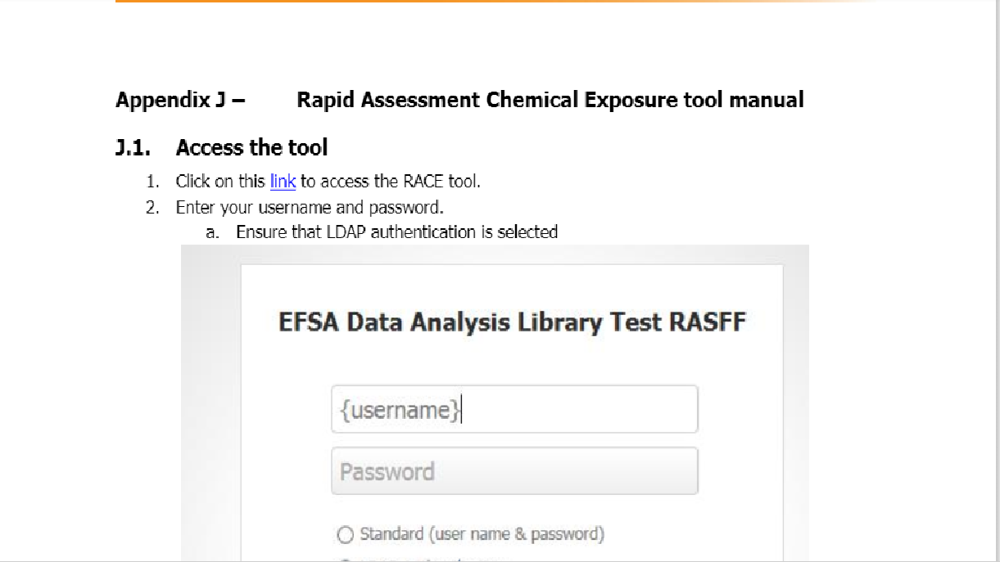 Appendix J – Rapid Assessment Chemical Exposure tool manual
J.1. Access the tool
1. Click on this link to access the RACE tool.
2. Enter your username and password.
a. Ensure that LDAP authentication is selected
EFSA Data Analysis Library Test RASFF
{username}
Password
Standard (user name & password)